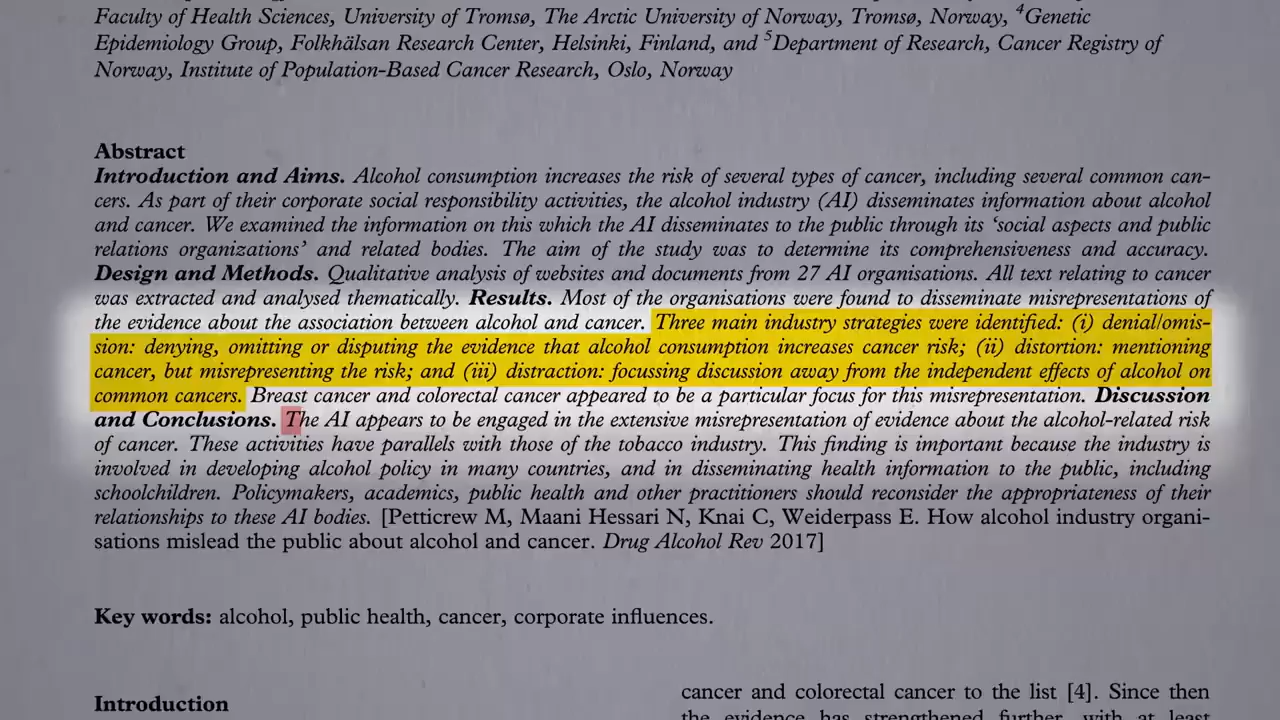 Faculty of Health Sciences, University of Tromsø, The Arctic University of Norway, Tromsø, Norway, ⁴Genetic
Epidemiology Group, Folkhälsan Research Center, Helsinki, Finland, and ⁵Department of Research, Cancer Registry of
Norway, Institute of Population-Based Cancer Research, Oslo, Norway
Abstract
Introduction and Aims. Alcohol consumption increases the risk of several types of cancer, including several common can-
cers. As part of their corporate social responsibility activities, the alcohol industry (AI) disseminates information about alcohol
and cancer. We examined the information on this which the AI disseminates to the public through its ‘social aspects and public
relations organizations’ and related bodies. The aim of the study was to determine its comprehensiveness and accuracy.
Design and Methods. Qualitative analysis of websites and documents from 27 AI organisations. All text relating to cancer
was extracted and analysed thematically. Results. Most of the organisations were found to disseminate misrepresentations of
the evidence about the association between alcohol and cancer. Three main industry strategies were identified: (i) denial/omis-
sion: denying, omitting or disputing the evidence that alcohol consumption increases cancer risk; (ii) distortion: mentioning
cancer, but misrepresenting the risk; and (iii) distraction: focussing discussion away from the independent effects of alcohol on
common cancers. Breast cancer and colorectal cancer appeared to be a particular focus for this misrepresentation. Discussion
and Conclusions. The AI appears to be engaged in the extensive misrepresentation of evidence about the alcohol-related risk
of cancer. These activities have parallels with those of the tobacco industry. This finding is important because the industry is
involved in developing alcohol policy in many countries, and in disseminating health information to the public, including
schoolchildren. Policymakers, academics, public health and other practitioners should reconsider the appropriateness of their
relationships to these AI bodies. [Petticrew M, Maani Hessari N, Knai C, Weiderpass E. How alcohol industry organi-
sations mislead the public about alcohol and cancer. Drug Alcohol Rev 2017]
Key words: alcohol, public health, cancer, corporate influences.
Introduction
cancer and colorectal cancer to the list [4]. Since then
the evidence has strengthened further, with at least